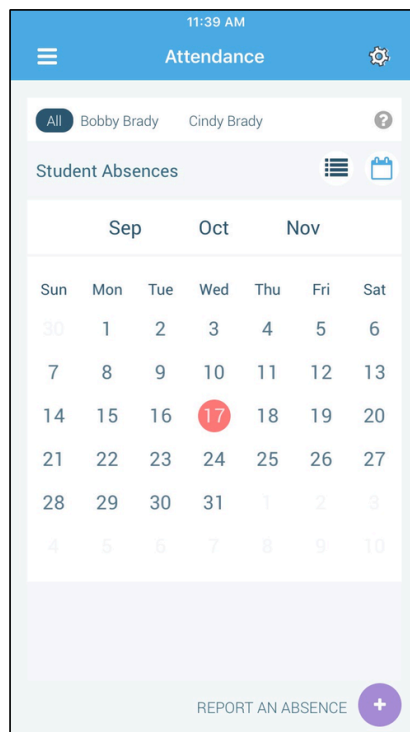 11:39 AM
Attendance
All Bobby Brady Cindy Brady ?
Student Absences
Sep Oct Nov
Sun Mon Tue Wed Thu Fri Sat
30 1 2 3 4 5 6
7 8 9 10 11 12 13
14 15 16 17 18 19 20
21 22 23 24 25 26 27
28 29 30 31 1 2 3
4 5 6 7 8 9 10
REPORT AN ABSENCE +